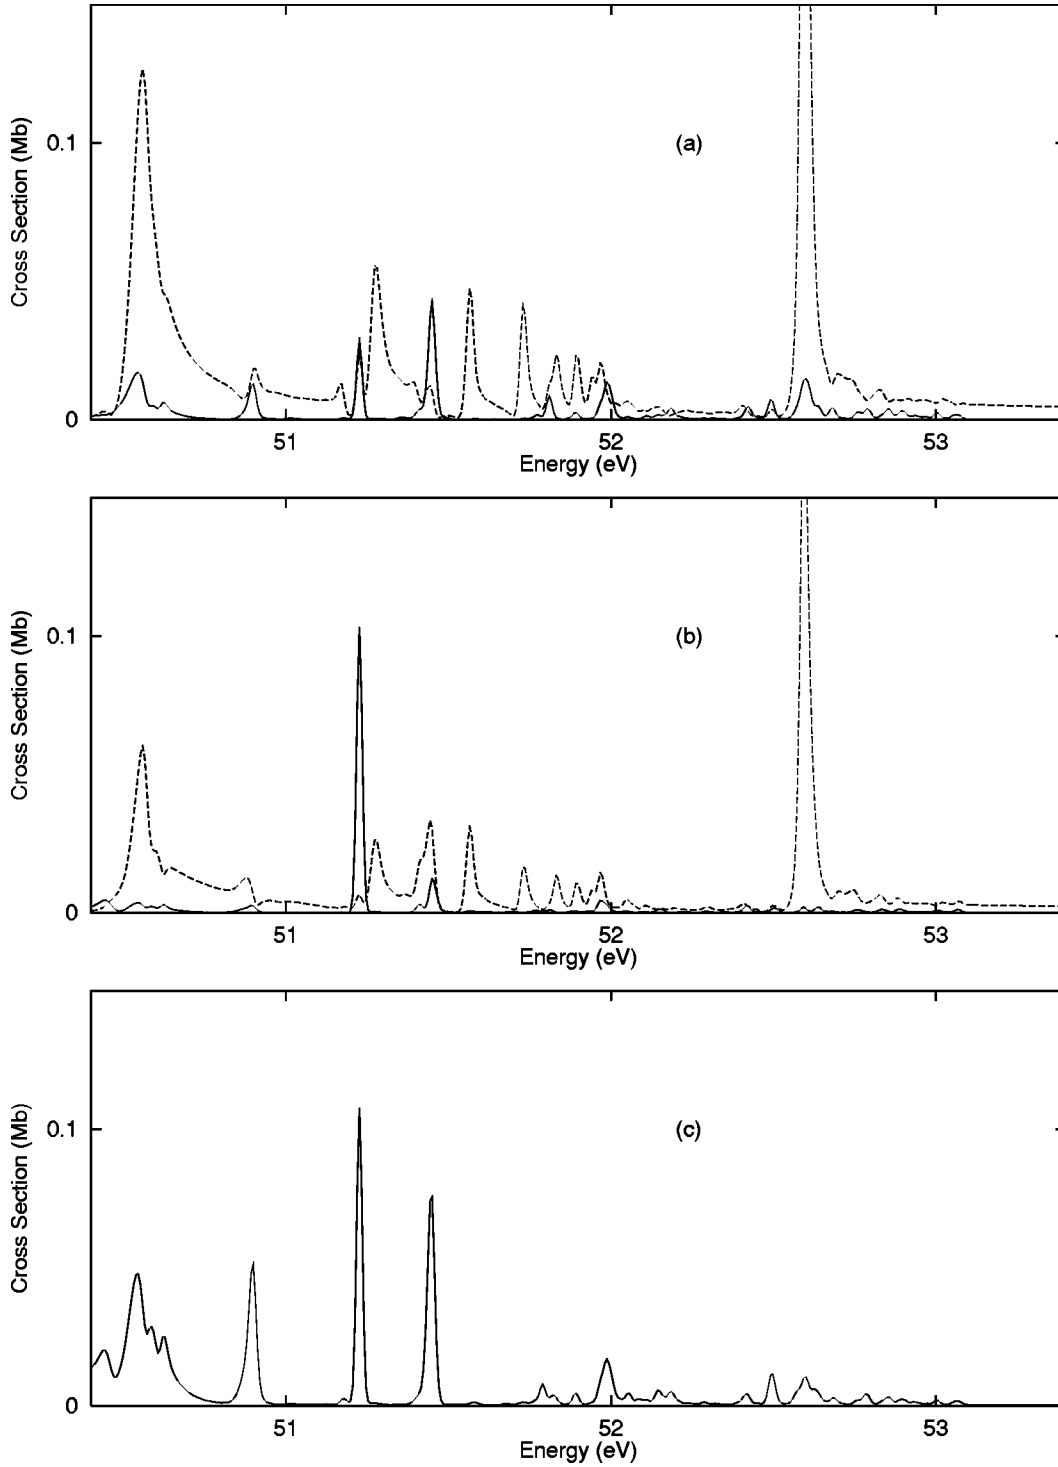 Cross Section (Mb)
0.1
(a)
0
51
52
53
Energy (eV)
Cross Section (Mb)
0.1
(b)
0
51
52
53
Energy (eV)
Cross Section (Mb)
0.1
(c)
0
51
52
53
Energy (eV)